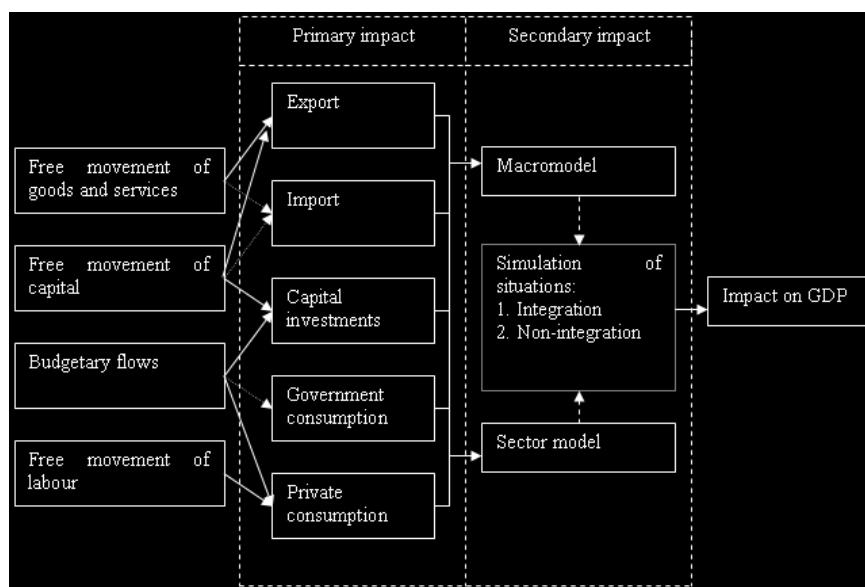 Primary impact
Secondary impact
Free movement of
goods and services
Free movement of
capital
Budgetary flows
Free movement of
labour
Export
Import
Capital
investments
Government
consumption
Private
consumption
Macromodel
Simulation of
situations:
1. Integration
2. Non-integration
Sector model
Impact on GDP